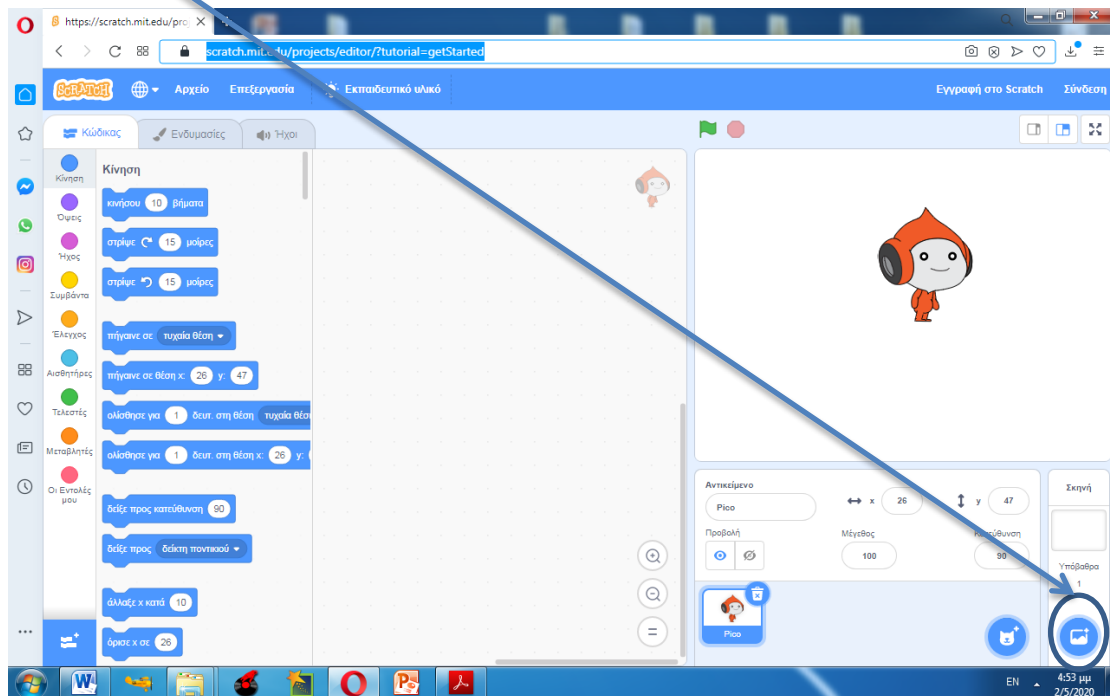 https://scratch.mit.edu/pro
scratch.mit.edu/projects/editor/?tutorial=getStarted
SCRATCH
Αρχείο
Επεξεργασία
Εκπαιδευτικό υλικό
Εγγραφή στο Scratch
Σύνδεση
Κώδικας
Ενδυμασίες
Ήχοι
Κίνηση
Όψεις
Ήχος
Συμβάντα
Έλεγχος
Αισθητήρες
Τελεστές
Μεταβλητές
Οι Εντολές
μου
Κίνηση
κινήσου 10 βήματα
στρίψε 15 μοίρες
στρίψε 15 μοίρες
πήγαινε σε τυχαία θέση
πήγαινε σε θέση x: 26 y: 47
ολίσθησε για 1 δευτ. στη θέση τυχαία θέσ
ολίσθησε για 1 δευτ. στη θέση x: 26 y:
δείξε προς κατεύθυνση 90
δείξε προς δείκτη ποντικιού
άλλαξε x κατά 10
όρισε x σε 26
Αντικείμενο
Pico
x 26
y 47
Προβολή
Μέγεθος
100
Κατεύθυνση
90
Pico
Σκηνή
Υπόβαθρα
1
EN
4:53 μμ
2/5/2020